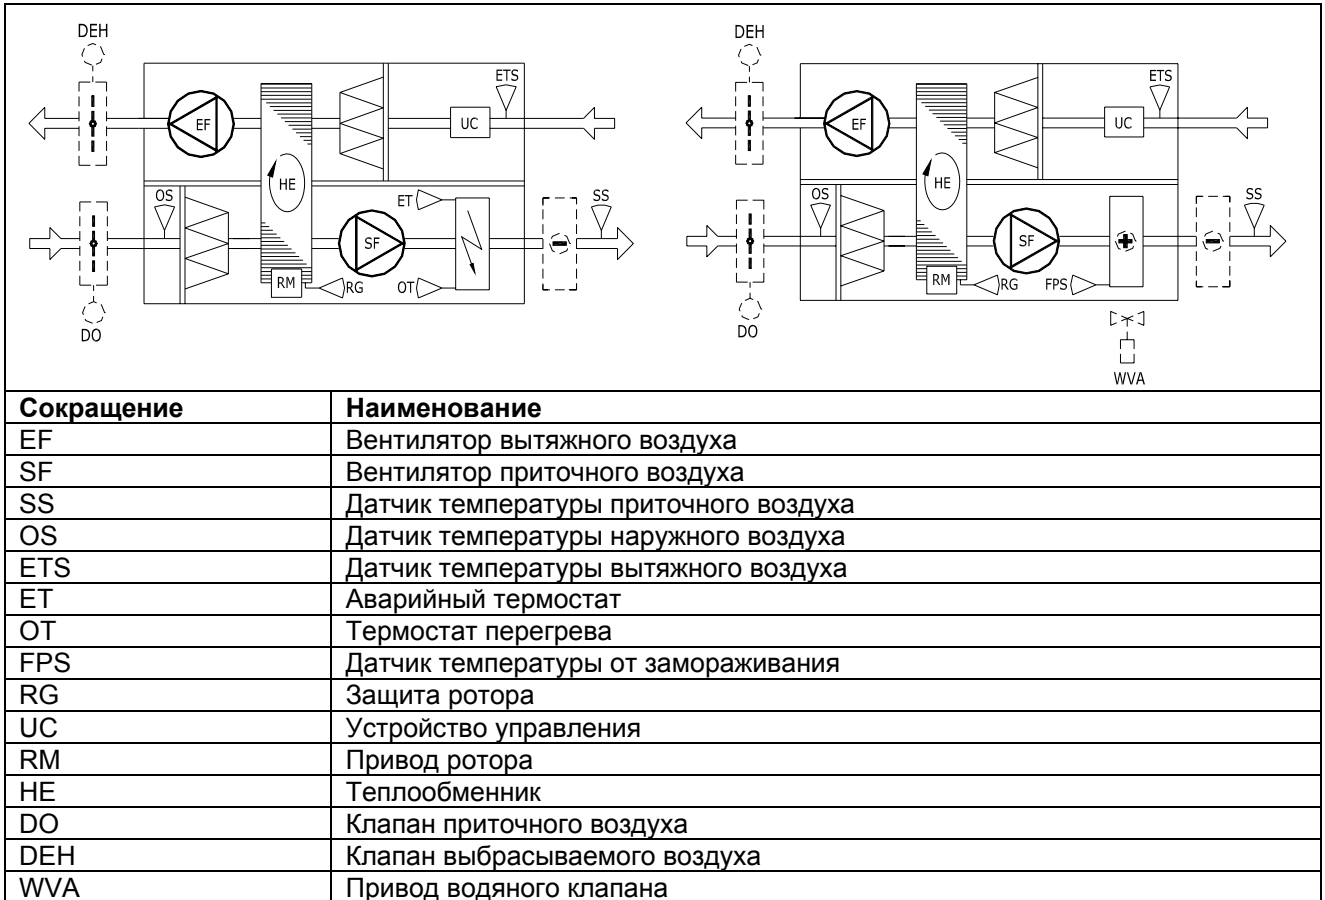 DEH DEH
ETS ETS
EF UC EF UC
OS HE SS OS HE SS
ET
SF SF
RM RG OT RM RG FPS
DO DO
WVA
Сокращение Наименование
EF Вентилятор вытяжного воздуха
SF Вентилятор приточного воздуха
SS Датчик температуры приточного воздуха
OS Датчик температуры наружного воздуха
ETS Датчик температуры вытяжного воздуха
ET Аварийный термостат
OT Термостат перегрева
FPS Датчик температуры от замораживания
RG Защита ротора
UC Устройство управления
RM Привод ротора
HE Теплообменник
DO Клапан приточного воздуха
DEH Клапан выбрасываемого воздуха
WVA Привод водяного клапана